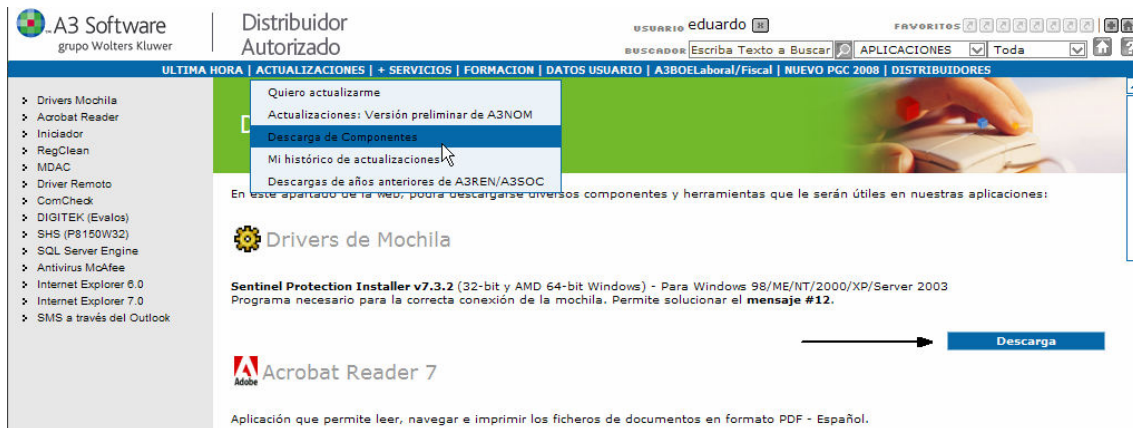 A3 Software
grupo Wolters Kluwer
Distribuidor
Autorizado
USUARIO eduardo
FAVORITOS
BUSCADOR Escriba Texto a Buscar APLICACIONES Toda
ULTIMA HORA | ACTUALIZACIONES | + SERVICIOS | FORMACION | DATOS USUARIO | A3BOELaboral/Fiscal | NUEVO PGC 2008 | DISTRIBUIDORES
Drivers Mochila
Acrobat Reader
Iniciador
RegClean
MDAC
Driver Remoto
ComCheck
DIGITEK (Evalos)
SHS (P8150W32)
SQL Server Engine
Antivirus McAfee
Internet Explorer 6.0
Internet Explorer 7.0
SMS a través del Outlook
Quiero actualizarme
Actualizaciones: Versión preliminar de A3NOM
Descarga de Componentes
Mi histórico de actualizaciones
Descargas de años anteriores de A3REN/A3SOC
D
En este apartado de la web, podrá descargarse diversos componentes y herramientas que le serán útiles en nuestras aplicaciones:
Drivers de Mochila
Sentinel Protection Installer v7.3.2 (32-bit y AMD 64-bit Windows) - Para Windows 98/ME/NT/2000/XP/Server 2003
Programa necesario para la correcta conexión de la mochila. Permite solucionar el mensaje #12.
Descarga
Adobe
Acrobat Reader 7
Aplicación que permite leer, navegar e imprimir los ficheros de documentos en formato PDF - Español.